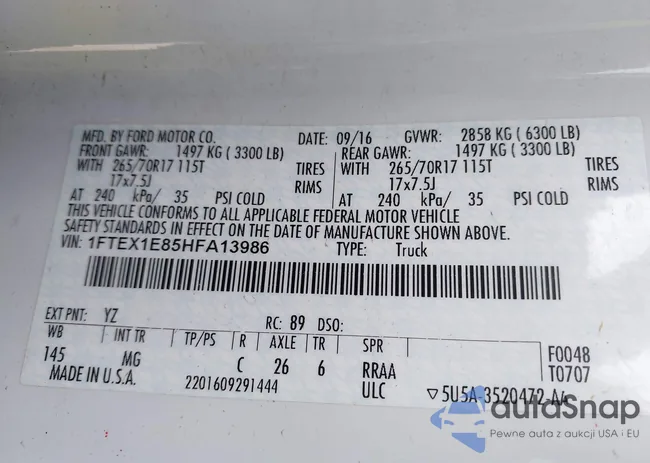 MFD. BY FORD MOTOR CO. DATE: 09/16 GVWR: 2858 KG ( 6300 LB)
FRONT GAWR: 1497 KG ( 3300 LB) REAR GAWR: 1497 KG ( 3300 LB)
WITH 265/70R17 115T TIRES WITH 265/70R17 115T TIRES
17x7.5J RIMS 17x7.5J RIMS
AT 240 kPa/ 35 PSI COLD AT 240 kPa/ 35 PSI COLD
THIS VEHICLE CONFORMS TO ALL APPLICABLE FEDERAL MOTOR VEHICLE
SAFETY STANDARDS IN EFFECT ON THE DATE OF MANUFACTURE SHOWN ABOVE.
VIN: 1FTEX1E85HFA13986 TYPE: Truck
EXT PNT: YZ RC: 89 DSO:
WB INT TR TP/PS R AXLE TR SPR F0048
145 MG C 26 6 RRAA T0707
MADE IN U.S.A. 2201609291444 ULC ▽5U5A-3520472-AA
autoSnap
Pewne auta z aukcji USA i EU